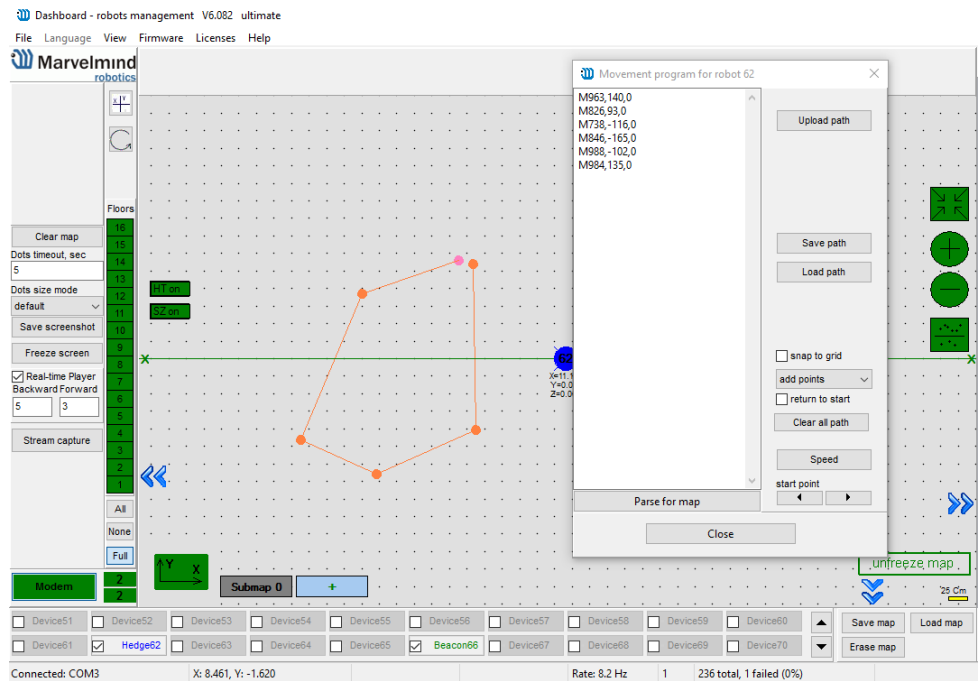 Dashboard - robots management V6.082 ultimate
File Language View Firmware Licenses Help
Marvelmind
robotics
x Y
Floors
16
15
14
13
12
11
10
9
8
7
6
5
4
3
2
1
All
None
Full
Clear map
Dots timeout, sec
5
Dots size mode
default
Save screenshot
Freeze screen
Real-time Player
Backward Forward
5 3
Stream capture
Modem
2
2
HT on
SZ on
X
62
X=11.1
Y=0.0
Z=0.0
X
Movement program for robot 62
M963,140,0
M826,93,0
M738,-116,0
M846,-165,0
M988,-102,0
M984,135,0
Upload path
Save path
Load path
snap to grid
add points
return to start
Clear all path
Speed
start point
Parse for map
Close
unfreeze map
25 Cm
Y X
Submap 0 +
Device51 Device52 Device53 Device54 Device55 Device56 Device57 Device58 Device59 Device60 Save map Load map
Device61 Hedge62 Device63 Device64 Device65 Beacon66 Device67 Device68 Device69 Device70 Erase map
Connected: COM3 X: 8.461, Y: -1.620 Rate: 8.2 Hz 1 236 total, 1 failed (0%)